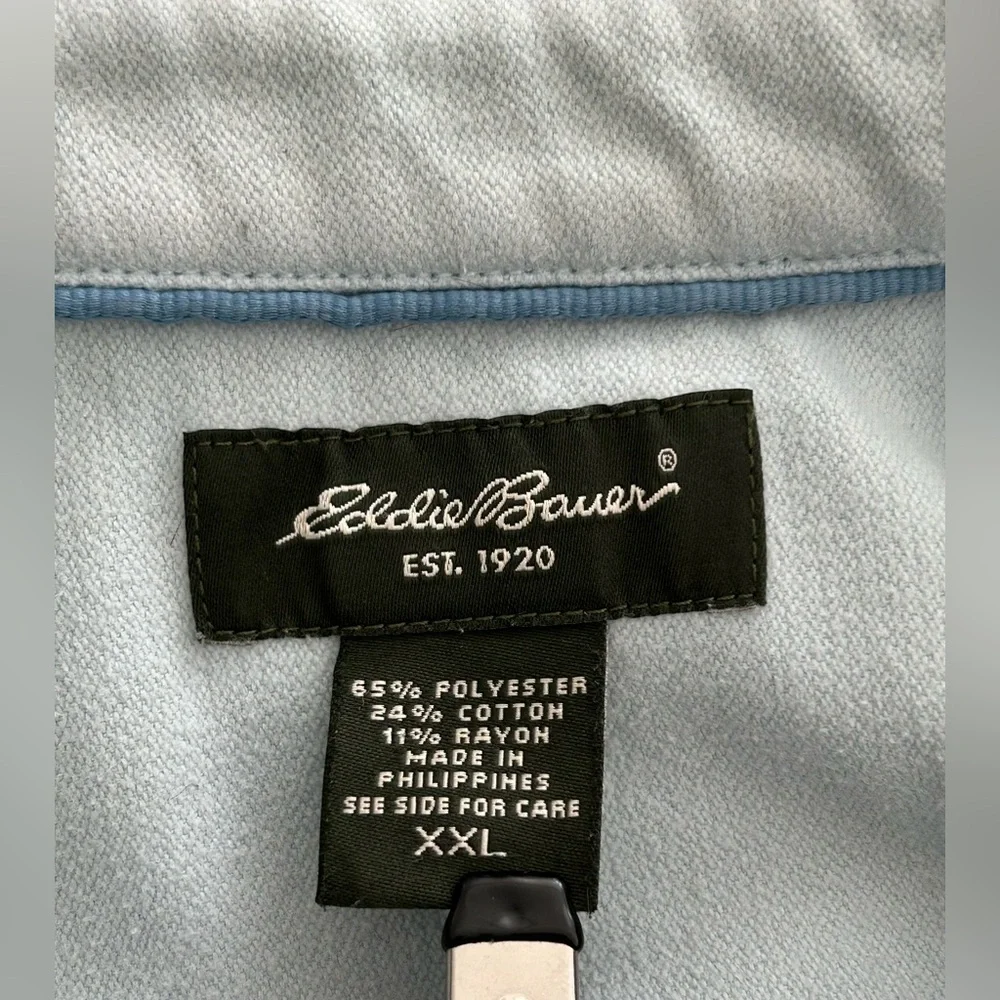 Eddie Bauer ®
EST. 1920
65% POLYESTER
24% COTTON
11% RAYON
MADE IN
PHILIPPINES
SEE SIDE FOR CARE
XXL